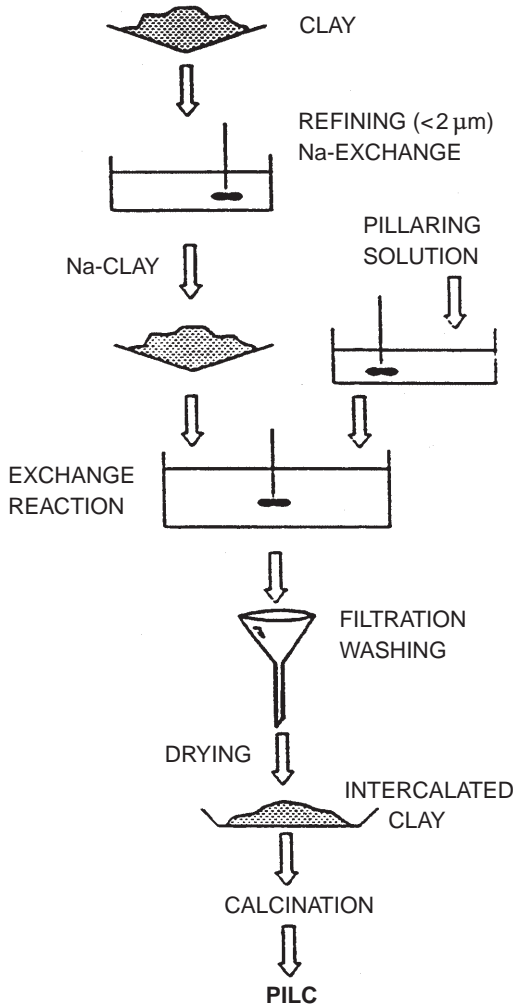 CLAY
REFINING (<2 μm)
Na-EXCHANGE
PILLARING
SOLUTION
Na-CLAY
EXCHANGE
REACTION
FILTRATION
WASHING
DRYING
INTERCALATED
CLAY
CALCINATION
PILC